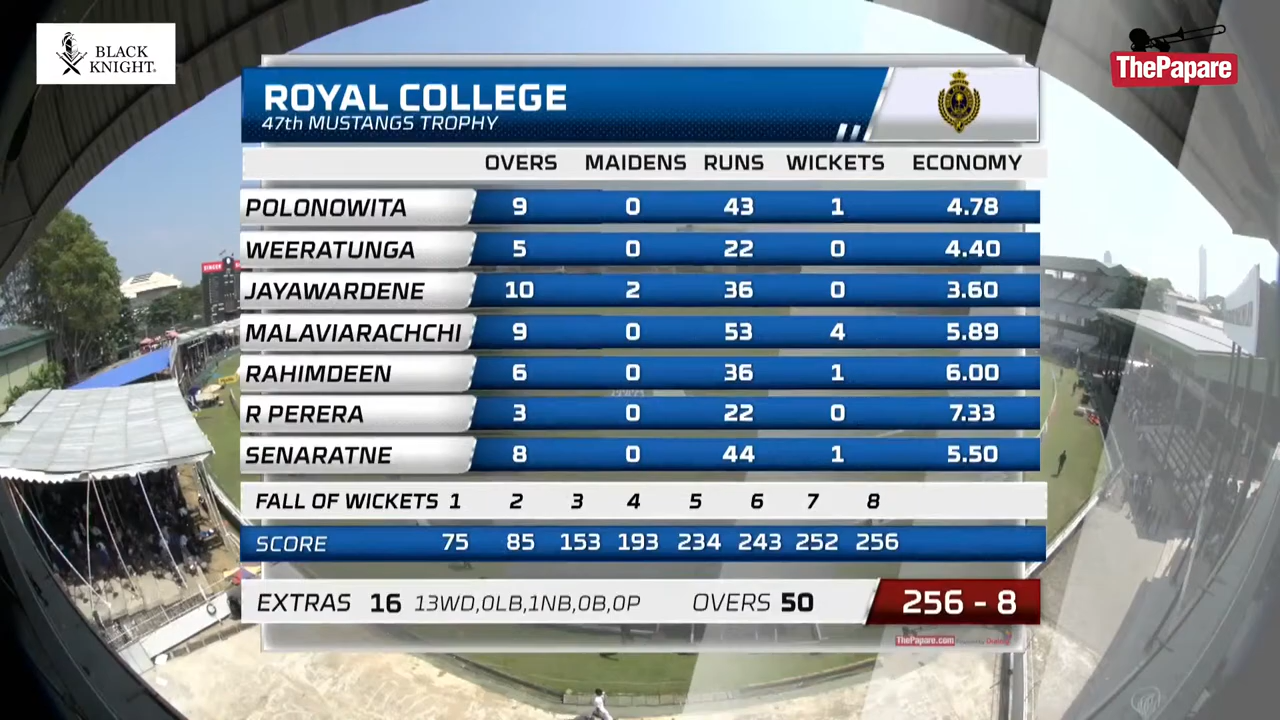 BLACK KNIGHT
ThePapare
ROYAL COLLEGE
47th MUSTANGS TROPHY
OVERS MAIDENS RUNS WICKETS ECONOMY
POLONOWITA 9 0 43 1 4.78
WEERATUNGA 5 0 22 0 4.40
JAYAWARDENE 10 2 36 0 3.60
MALAVIARACHCHI 9 0 53 4 5.89
RAHIMDEEN 6 0 36 1 6.00
R PERERA 3 0 22 0 7.33
SENARATNE 8 0 44 1 5.50
FALL OF WICKETS 1 2 3 4 5 6 7 8
SCORE 75 85 153 193 234 243 252 256
EXTRAS 16 13WD,0LB,1NB,0B,0P OVERS 50 256 - 8
ThePapare.com